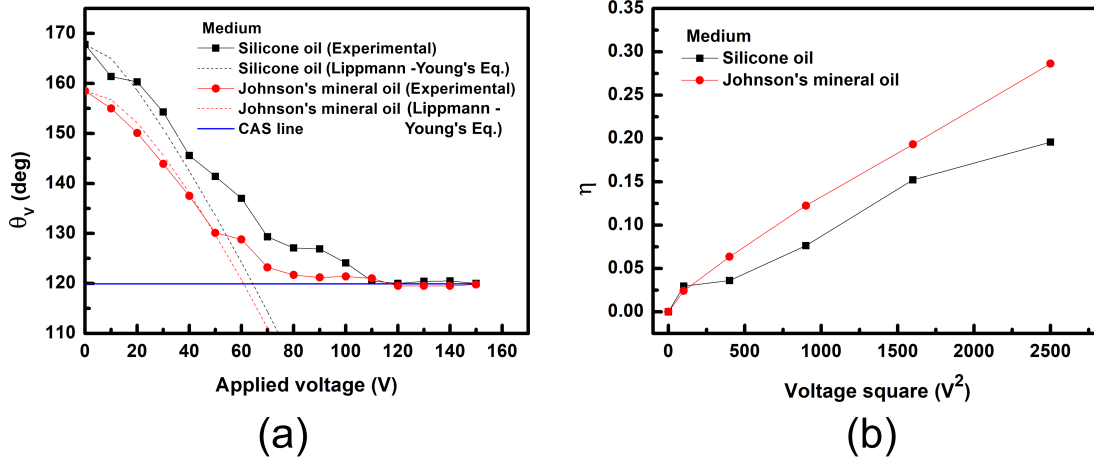 170
160
150
140
130
120
110
θv (deg)
Medium
Silicone oil (Experimental)
Silicone oil (Lippmann -Young's Eq.)
Johnson's mineral oil (Experimental)
Johnson's mineral oil (Lippmann -
CAS line Young's Eq.)
0 20 40 60 80 100 120 140 160
Applied voltage (V)
(a)
0.35
0.30
0.25
0.20
0.15
0.10
0.05
0.00
η
Medium
Silicone oil
Johnson's mineral oil
0 500 1000 1500 2000 2500
Voltage square (V²)
(b)